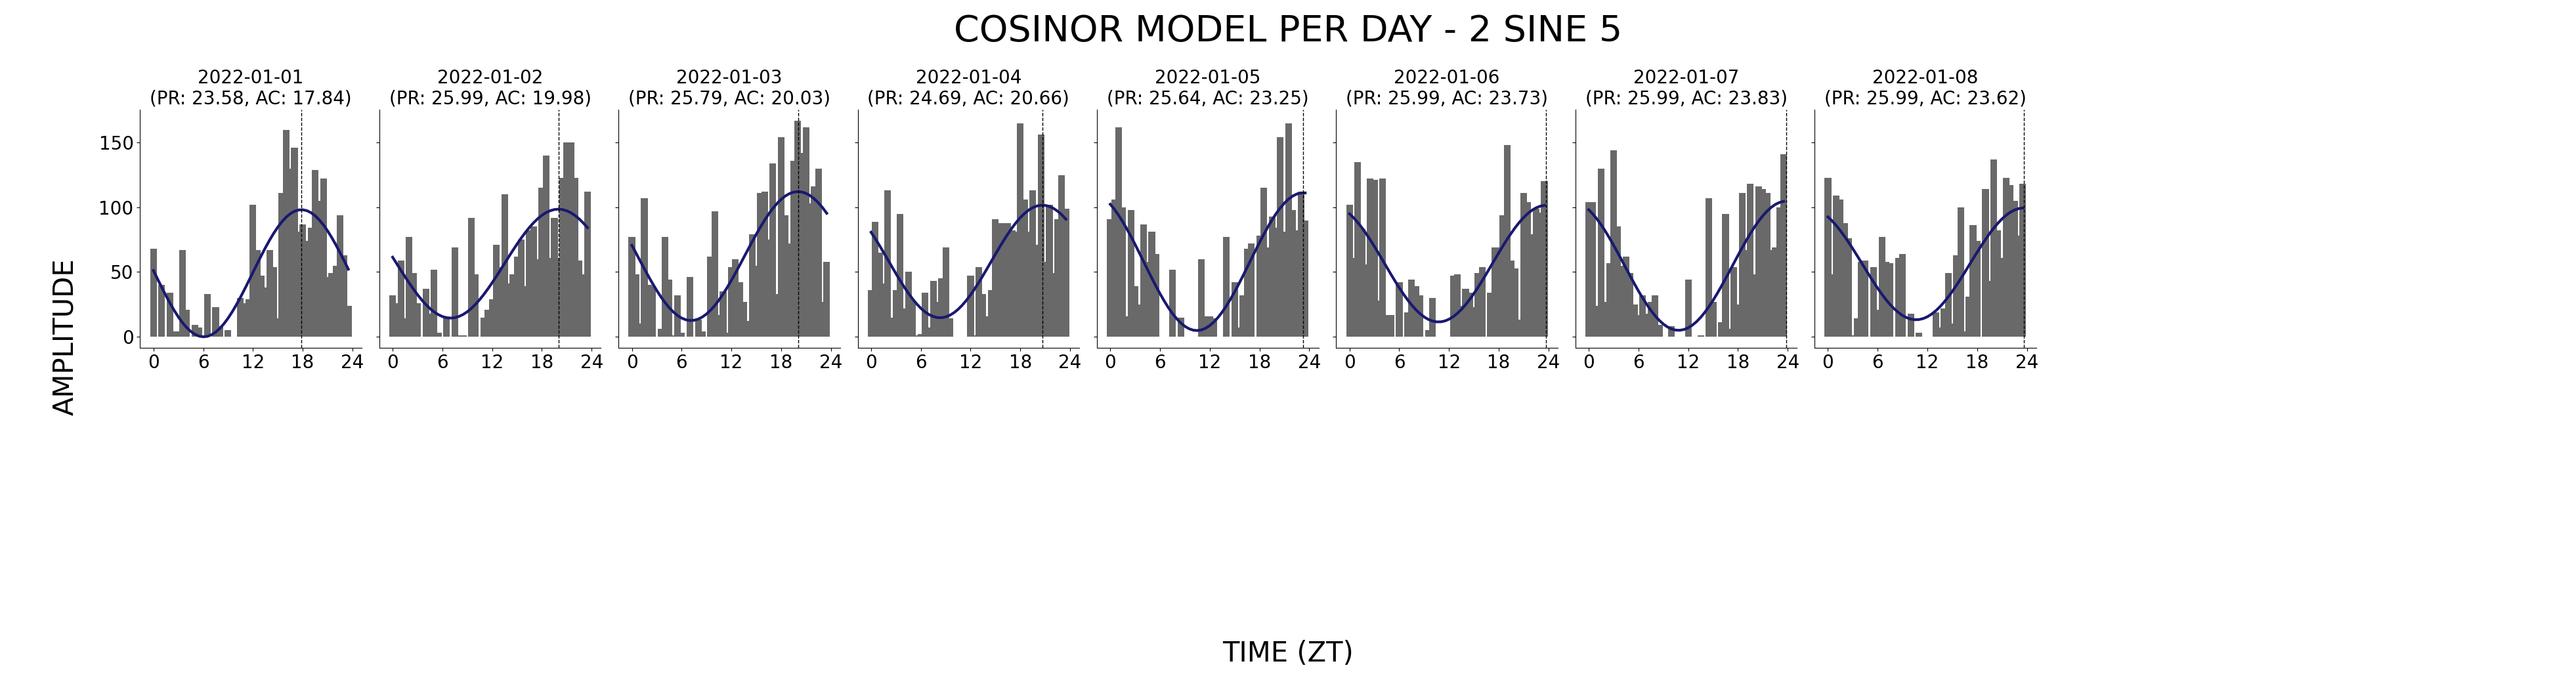 COSINOR MODEL PER DAY - 2 SINE 5
2022-01-01
(PR: 23.58, AC: 17.84)
2022-01-02
(PR: 25.99, AC: 19.98)
2022-01-03
(PR: 25.79, AC: 20.03)
2022-01-04
(PR: 24.69, AC: 20.66)
2022-01-05
(PR: 25.64, AC: 23.25)
2022-01-06
(PR: 25.99, AC: 23.73)
2022-01-07
(PR: 25.99, AC: 23.83)
2022-01-08
(PR: 25.99, AC: 23.62)
150
100
50
0
0 6 12 18 24
0 6 12 18 24
0 6 12 18 24
0 6 12 18 24
0 6 12 18 24
0 6 12 18 24
0 6 12 18 24
0 6 12 18 24
AMPLITUDE
TIME (ZT)